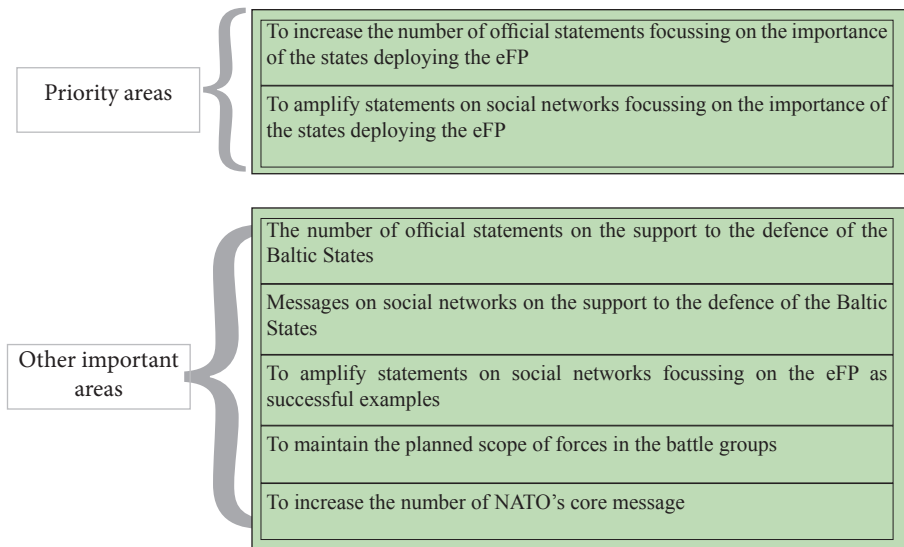 Priority areas
To increase the number of official statements focussing on the importance
of the states deploying the eFP
To amplify statements on social networks focussing on the importance of
the states deploying the eFP
Other important
areas
The number of official statements on the support to the defence of the
Baltic States
Messages on social networks on the support to the defence of the Baltic
States
To amplify statements on social networks focussing on the eFP as
successful examples
To maintain the planned scope of forces in the battle groups
To increase the number of NATO’s core message